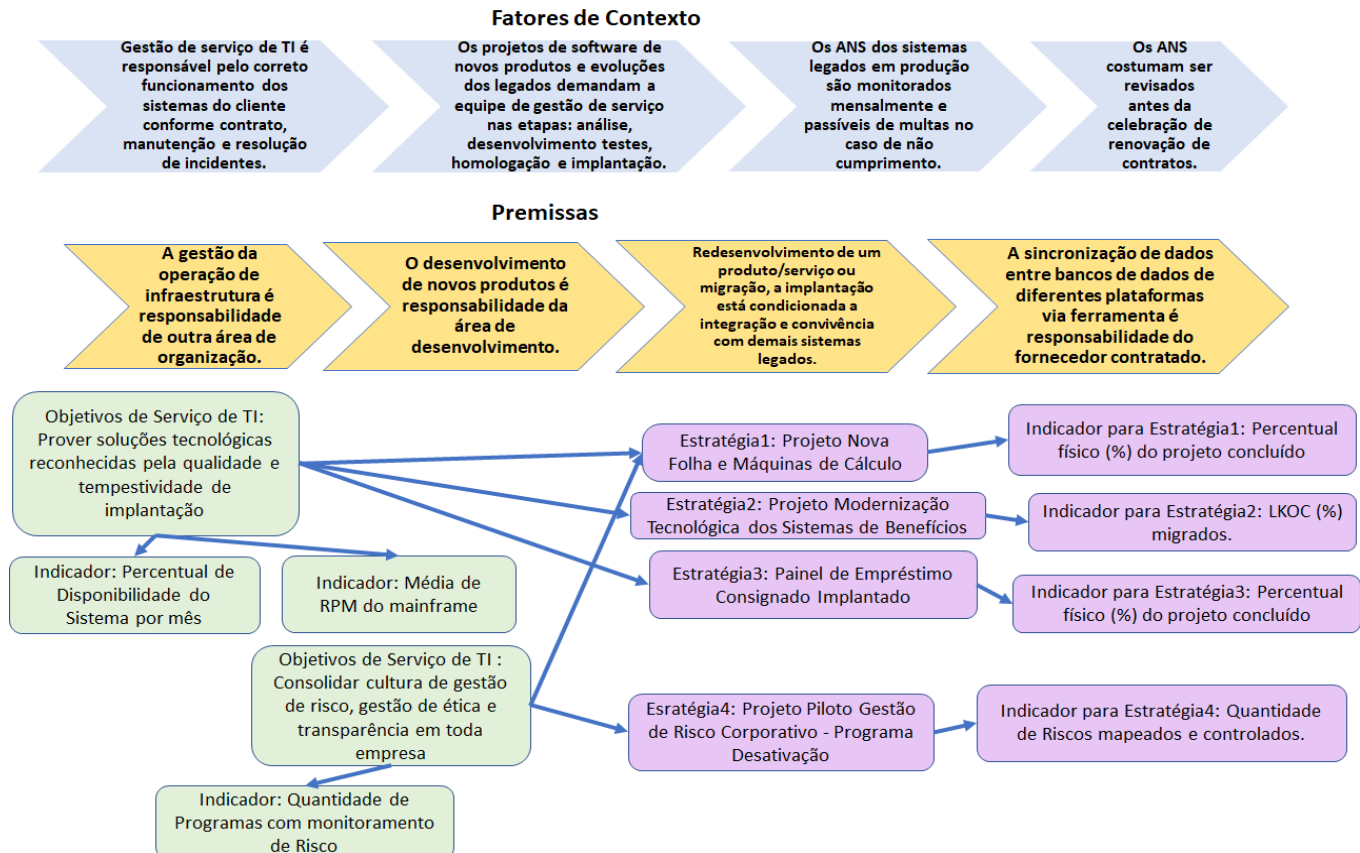 Fatores de Contexto
Gestão de serviço de TI é
responsável pelo correto
funcionamento dos
sistemas do cliente
conforme contrato,
manutenção e resolução
de incidentes.
Os projetos de software de
novos produtos e evoluções
dos legados demandam a
equipe de gestão de serviço
nas etapas: análise,
desenvolvimento testes,
homologação e implantação.
Os ANS dos sistemas
legados em produção
são monitorados
mensalmente e
passíveis de multas no
caso de não
cumprimento.
Os ANS
costumam ser
revisados
antes da
celebração de
renovação de
contratos.
Premissas
A gestão da
operação de
infraestrutura é
responsabilidade
de outra área de
organização.
O desenvolvimento
de novos produtos é
responsabilidade da
área de
desenvolvimento.
Redesenvolvimento de um
produto/serviço ou
migração, a implantação
está condicionada a
integração e convivência
com demais sistemas
legados.
A sincronização de dados
entre bancos de dados de
diferentes plataformas
via ferramenta é
responsabilidade do
fornecedor contratado.
Objetivos de Serviço de TI:
Prover soluções tecnológicas
reconhecidas pela qualidade e
tempestividade de
implantação
Indicador: Percentual de
Disponibilidade do
Sistema por mês
Indicador: Média de
RPM do mainframe
Objetivos de Serviço de TI :
Consolidar cultura de gestão
de risco, gestão de ética e
transparência em toda
empresa
Indicador: Quantidade de
Programas com monitoramento
de Risco
Estratégia1: Projeto Nova
Folha e Máquinas de Cálculo
Indicador para Estratégia1: Percentual
físico (%) do projeto concluído
Estratégia2: Projeto Modernização
Tecnológica dos Sistemas de Benefícios
Indicador para Estratégia2: LKOC (%)
migrados.
Estratégia3: Painel de Empréstimo
Consignado Implantado
Indicador para Estratégia3: Percentual
físico (%) do projeto concluído
Esratégia4: Projeto Piloto Gestão
de Risco Corporativo - Programa
Desativação
Indicador para Estratégia4: Quantidade
de Riscos mapeados e controlados.